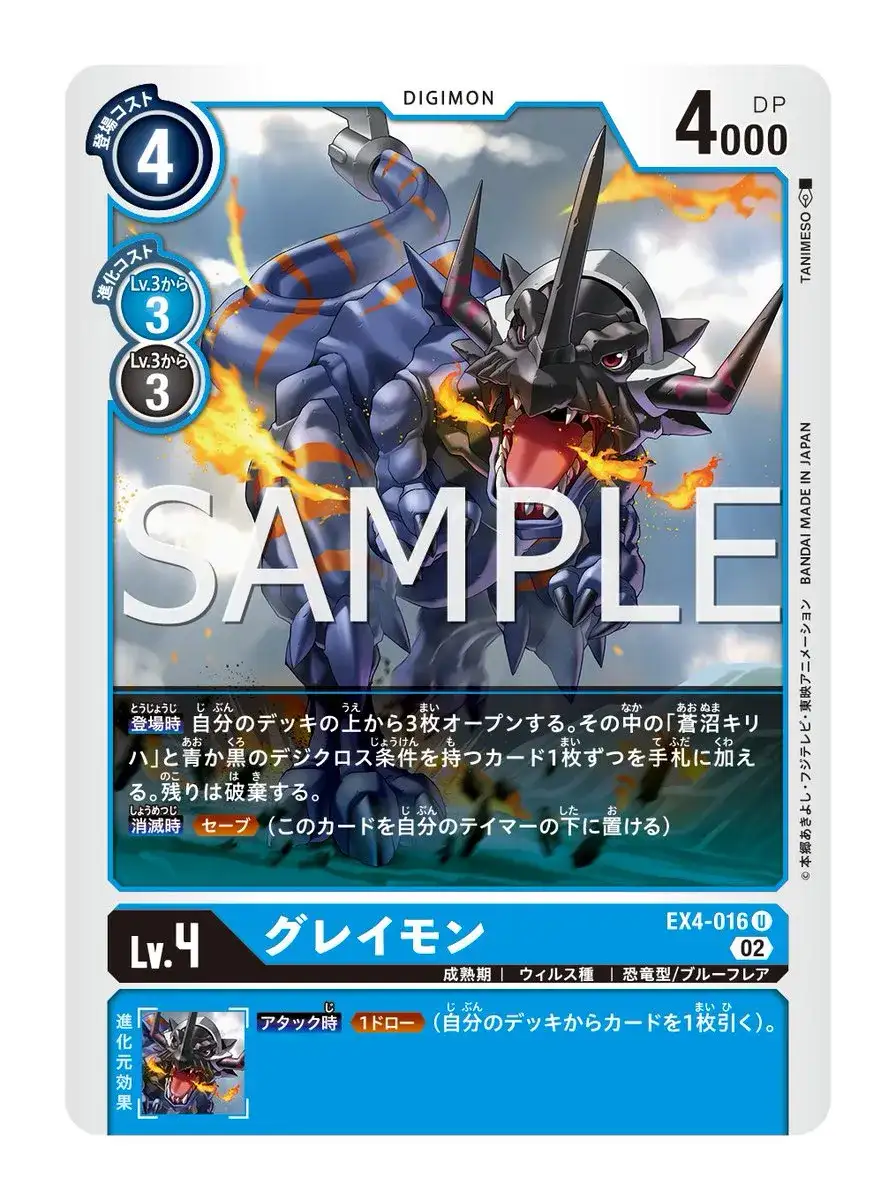 DIGIMON
登場コスト
4
DP
4000
進化コスト
Lv.3から
3
Lv.3から
3
TANIMESO
BANDAI MADE IN JAPAN
©本郷あきよし・フジテレビ・東映アニメーション
SAMPLE
登場時 自分のデッキの上から3枚オープンする。その中の「蒼沼キリ
ハ」と青か黒のデジクロス条件を持つカード1枚ずつを手札に加え
る。残りは破棄する。
消滅時 セーブ (このカードを自分のテイマーの下に置ける)
Lv.4
グレイモン
EX4-016 U
02
成熟期 | ウィルス種 | 恐竜型/ブルーフレア
進化元効果
アタック時 1ドロー (自分のデッキからカードを1枚引く)。